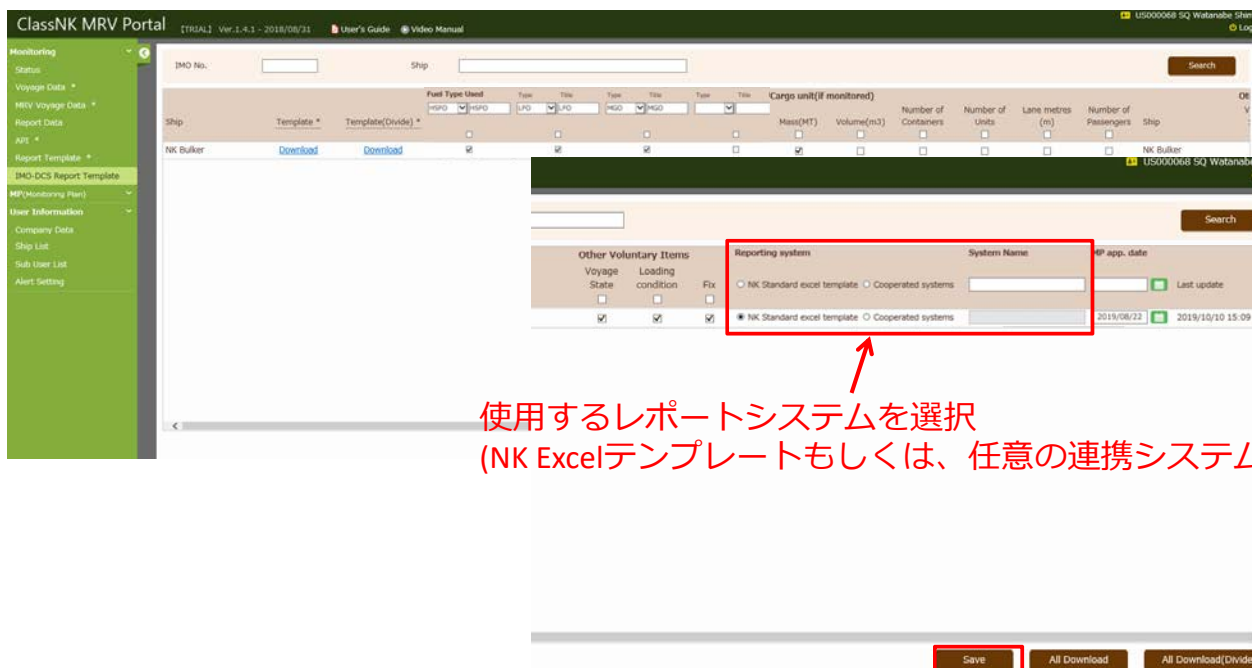 ClassNK MRV Portal [TRIAL] Ver.1.4.1 - 2018/08/31 User's Guide Video Manual
US000068 SQ Watanabe Shin
Log
Monitoring
Status
Voyage Data *
MRV Voyage Data *
Report Data
API *
Report Template *
IMO-DCS Report Template
MP(Monitoring Plan)
User Information
Company Data
Ship List
Sub User List
Alert Setting
IMO No. Ship Search
Fuel Type Used Type Title Type Title Type Title Cargo unit(if monitored)
HSFO HSFO LFO LFO MGO MGO
Ship Template * Template(Divide) * Mass(MT) Volume(m3) Number of Containers Number of Units Lane metres (m) Number of Passengers Ship
NK Bulker Download Download NK Bulker
US000068 SQ Watanabe
Search
Other Voluntary Items Reporting system System Name MP app. date
Voyage State Loading condition Fix NK Standard excel template Cooperated systems Last update
NK Standard excel template Cooperated systems 2019/08/22 2019/10/10 15:09
使用するレポートシステムを選択
(NK Excelテンプレートもしくは、任意の連携システム
Save All Download All Download(Divide